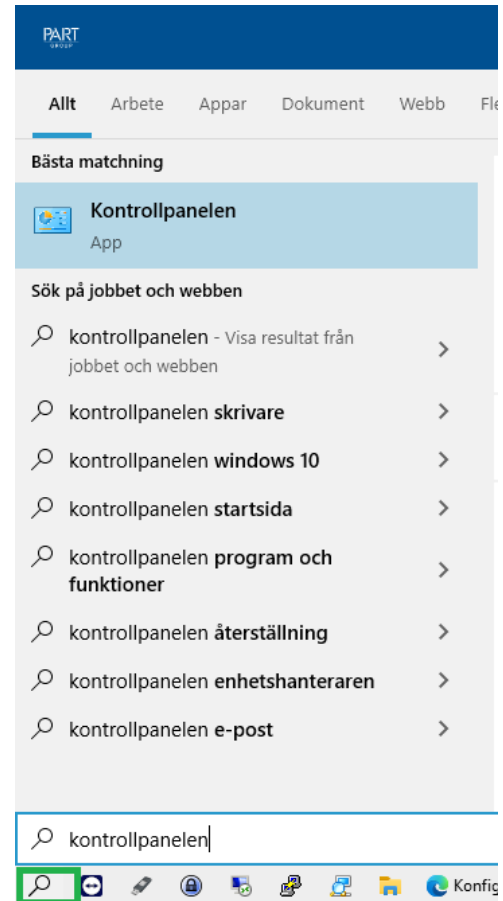 PART
GROUP
Allt Arbete Appar Dokument Webb Fle
Bästa matchning
Kontrollpanelen
App
Sök på jobbet och webben
kontrollpanelen - Visa resultat från
jobbet och webben
kontrollpanelen skrivare
kontrollpanelen windows 10
kontrollpanelen startsida
kontrollpanelen program och
funktioner
kontrollpanelen återställning
kontrollpanelen enhetshanteraren
kontrollpanelen e-post
kontrollpanelen
Konfig